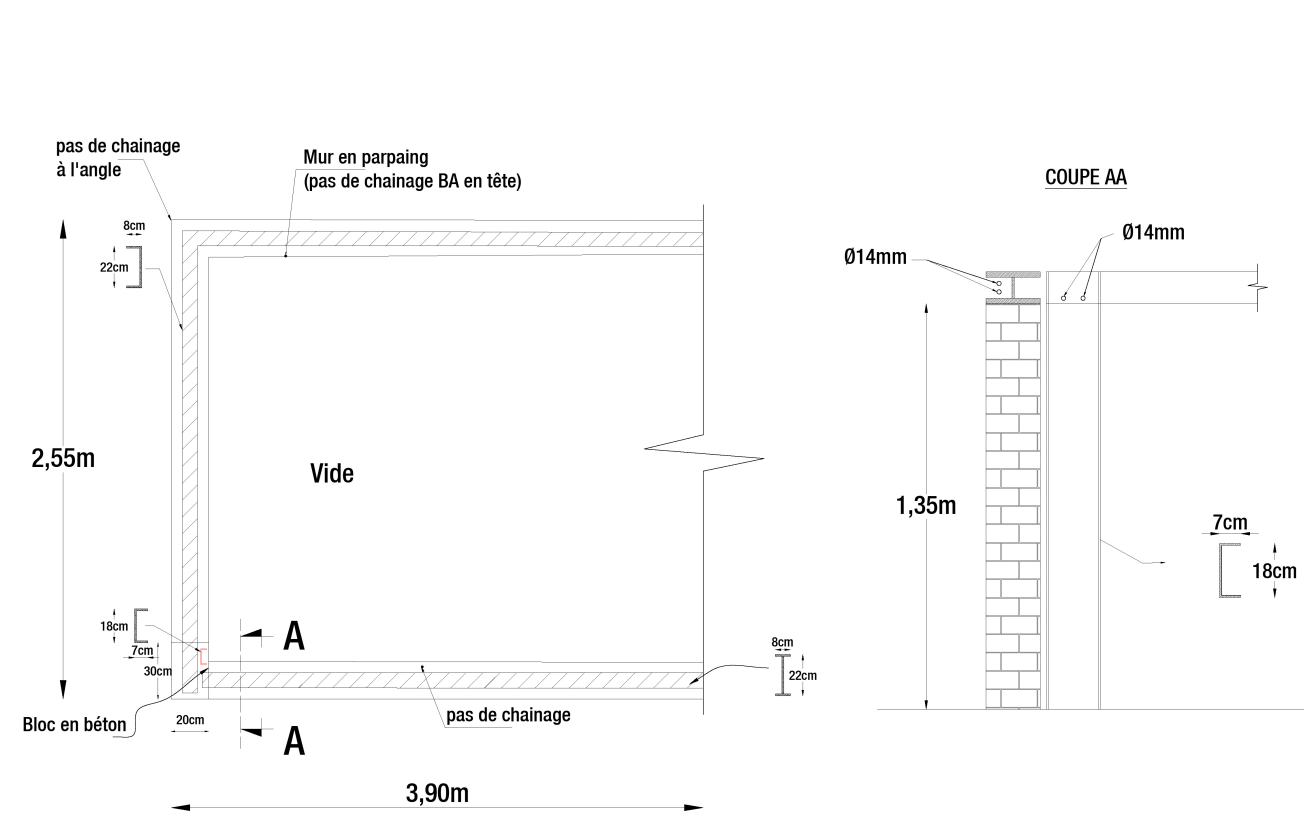 pas de chainage
à l'angle
Mur en parpaing
(pas de chainage BA en tête)
COUPE AA
8cm
22cm
Ø14mm
Ø14mm
2,55m
Vide
1,35m
7cm
18cm
18cm
7cm
30cm
A
8cm
22cm
Bloc en béton
20cm
pas de chainage
A
3,90m